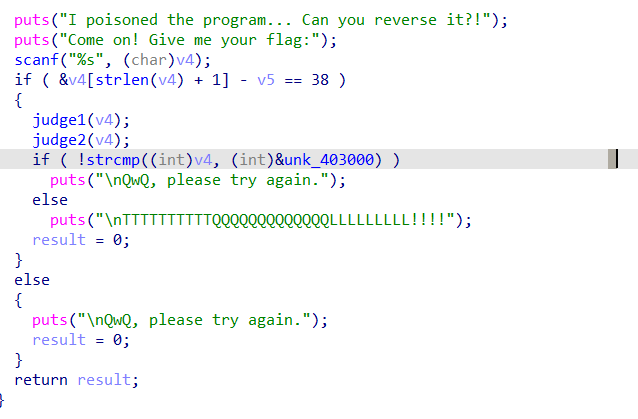 puts("I poisoned the program... Can you reverse it?!");
puts("Come on! Give me your flag:");
scanf("%s", (char)v4);
if ( &v4[strlen(v4) + 1] - v5 == 38 )
{
judge1(v4);
judge2(v4);
if ( !strcmp((int)v4, (int)&unk_403000) )
puts("\nQwQ, please try again.");
else
puts("\nTTTTTTTTTTQQQQQQQQQQQQQLLLLLLLLL!!!!");
result = 0;
}
else
{
puts("\nQwQ, please try again.");
result = 0;
}
return result;
}